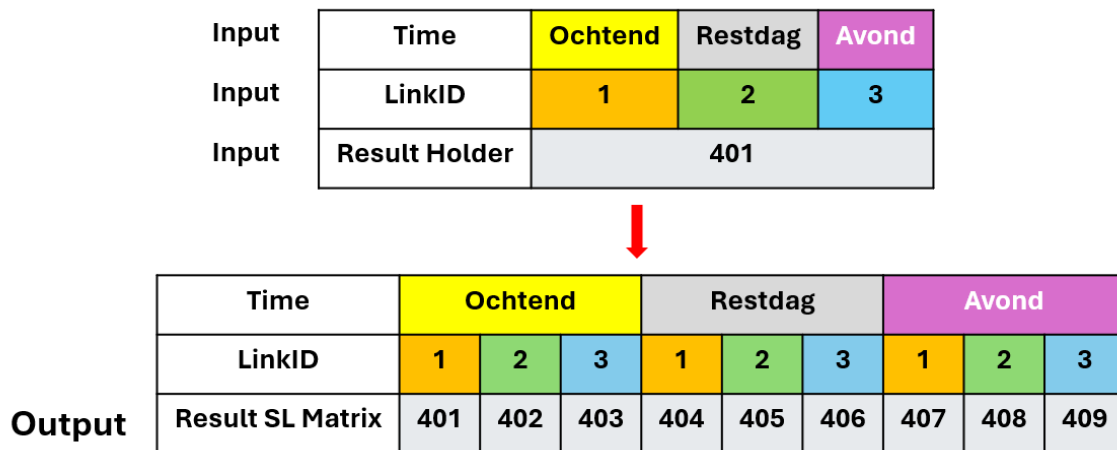 Input Time Ochtend Restdag Avond
Input LinkID 1 2 3
Input Result Holder 401
Time Ochtend Restdag Avond
LinkID 1 2 3 1 2 3 1 2 3
Output Result SL Matrix 401 402 403 404 405 406 407 408 409